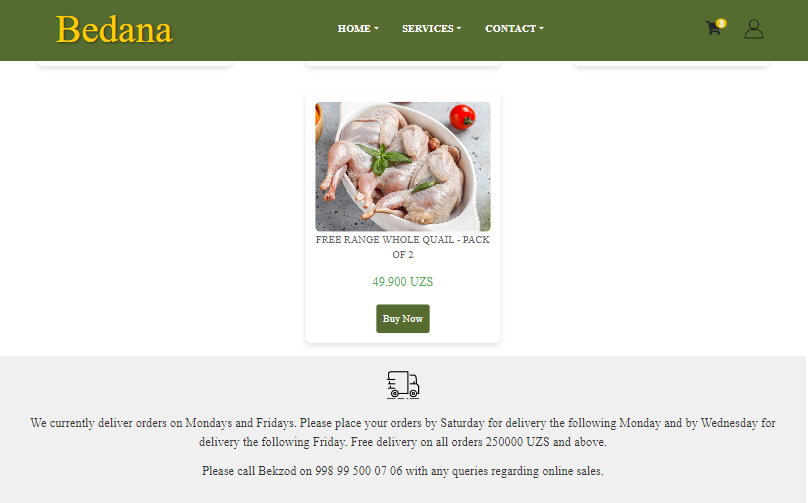 Bedana
HOME
SERVICES
CONTACT
FREE RANGE WHOLE QUAIL - PACK
OF 2
49.900 UZS
Buy Now
We currently deliver orders on Mondays and Fridays. Please place your orders by Saturday for delivery the following Monday and by Wednesday for
delivery the following Friday. Free delivery on all orders 250000 UZS and above.
Please call Bekzod on 998 99 500 07 06 with any queries regarding online sales.